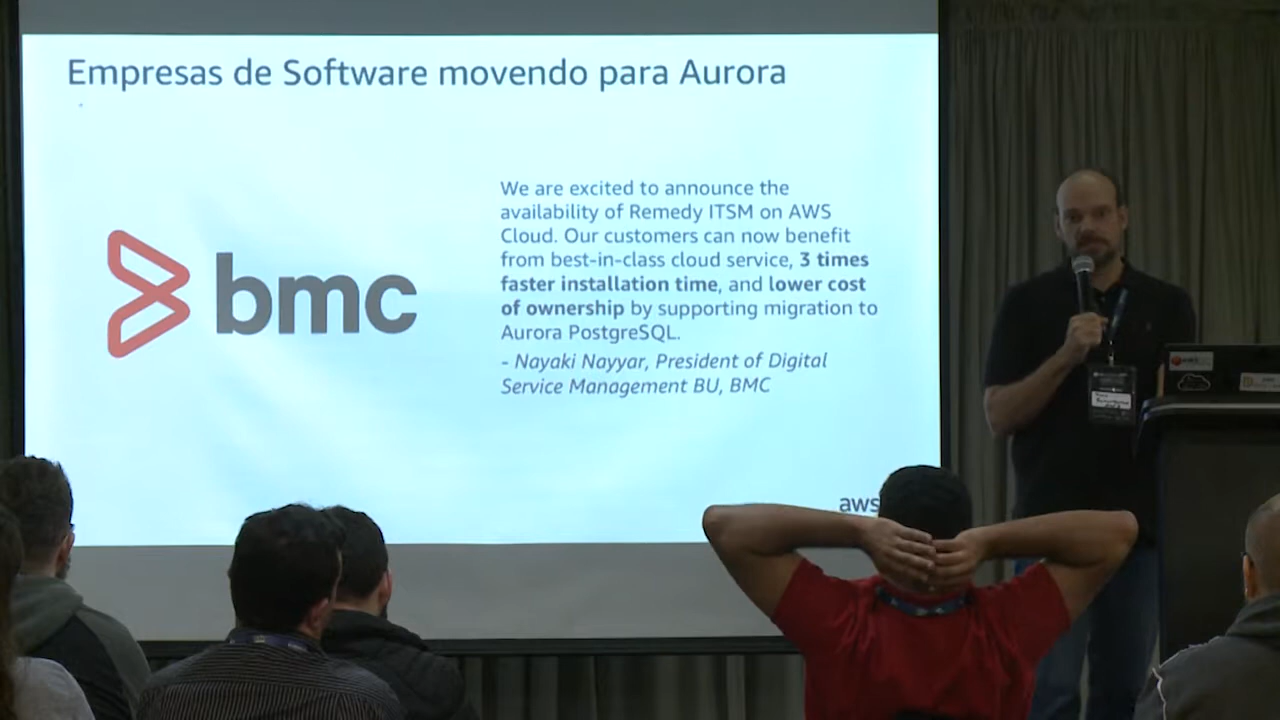 Empresas de Software movendo para Aurora
bmc
We are excited to announce the
availability of Remedy ITSM on AWS
Cloud. Our customers can now benefit
from best-in-class cloud service, 3 times
faster installation time, and lower cost
of ownership by supporting migration to
Aurora PostgreSQL.
- Nayaki Nayyar, President of Digital
Service Management BU, BMC
aws